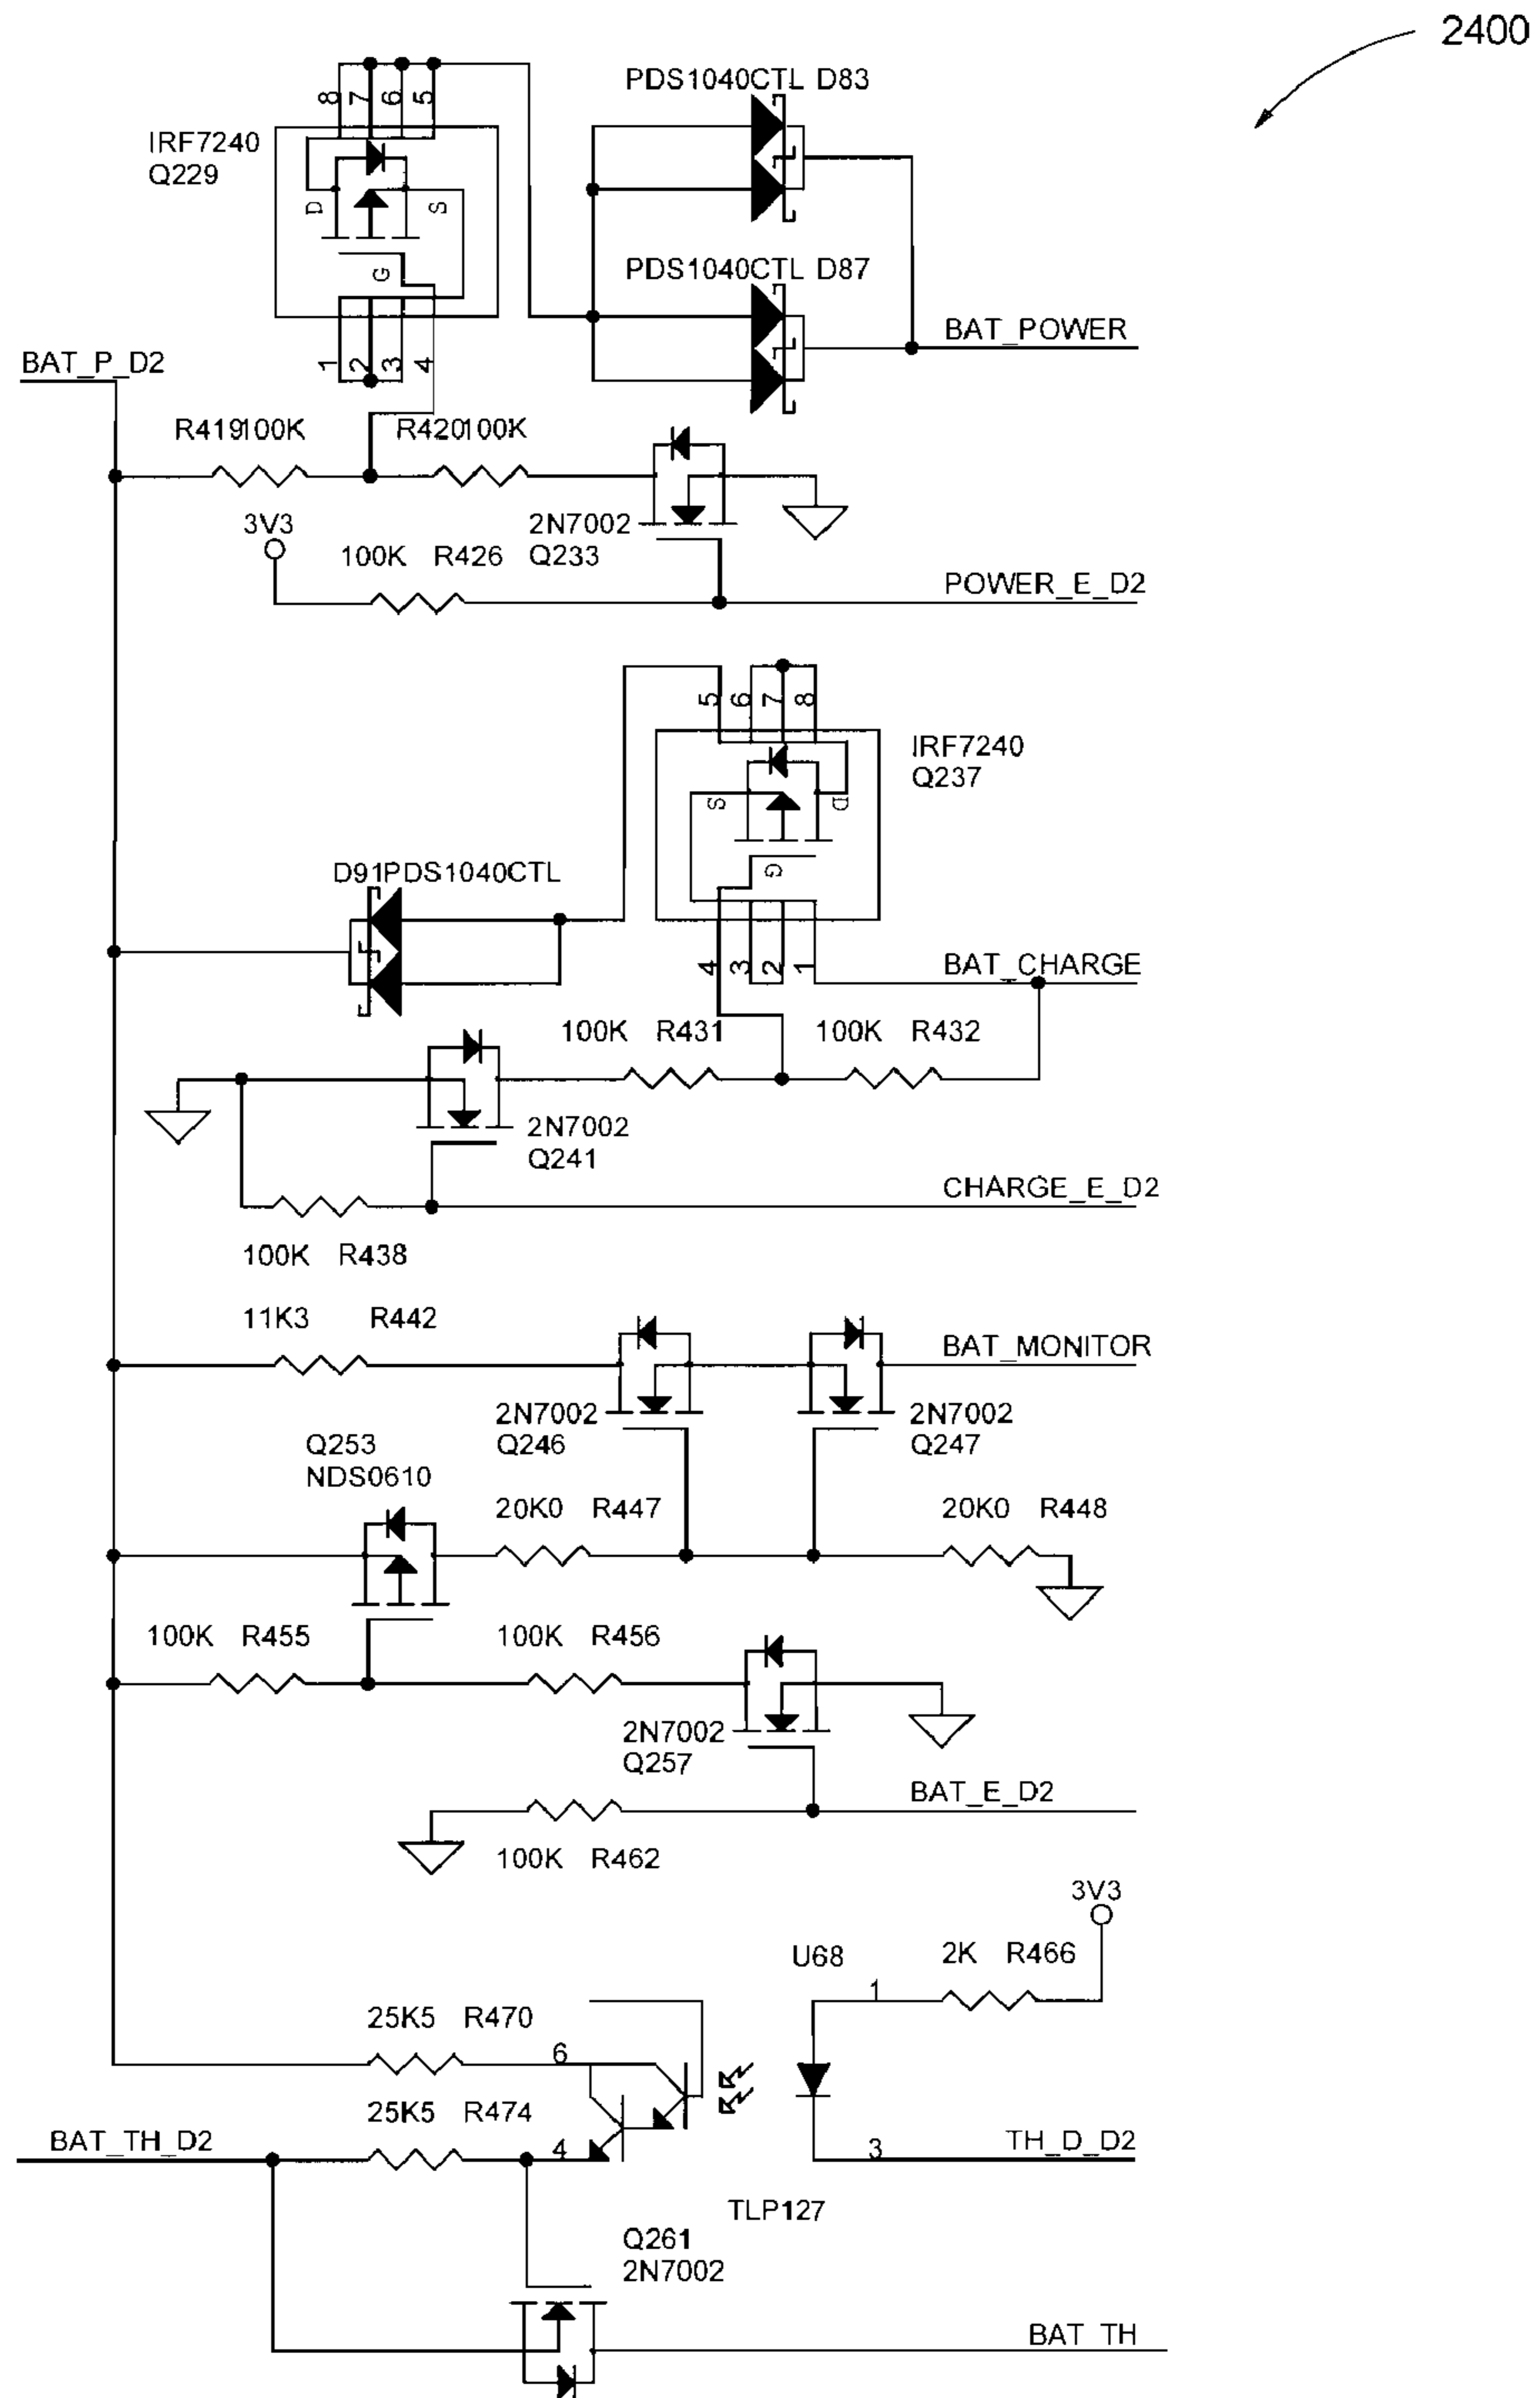 2400
PDS1040CTL D83
8 7 6 5
IRF7240
Q229
D S
G
PDS1040CTL D87
BAT_POWER
BAT_P_D2
1 2 3 4
R419100K R420100K
3V3
2N7002
Q233
100K R426
POWER_E_D2
5 6 7 8
IRF7240
Q237
S D
G
D91PDS1040CTL
4 3 2 1
BAT_CHARGE
100K R431 100K R432
2N7002
Q241
CHARGE_E_D2
100K R438
11K3 R442
BAT_MONITOR
2N7002
Q246
2N7002
Q247
Q253
NDS0610
20K0 R447 20K0 R448
100K R455 100K R456
2N7002
Q257
BAT_E_D2
100K R462
3V3
U68 2K R466
1
25K5 R470
6
25K5 R474
BAT_TH_D2
4
3
TH_D_D2
TLP127
Q261
2N7002
BAT_TH